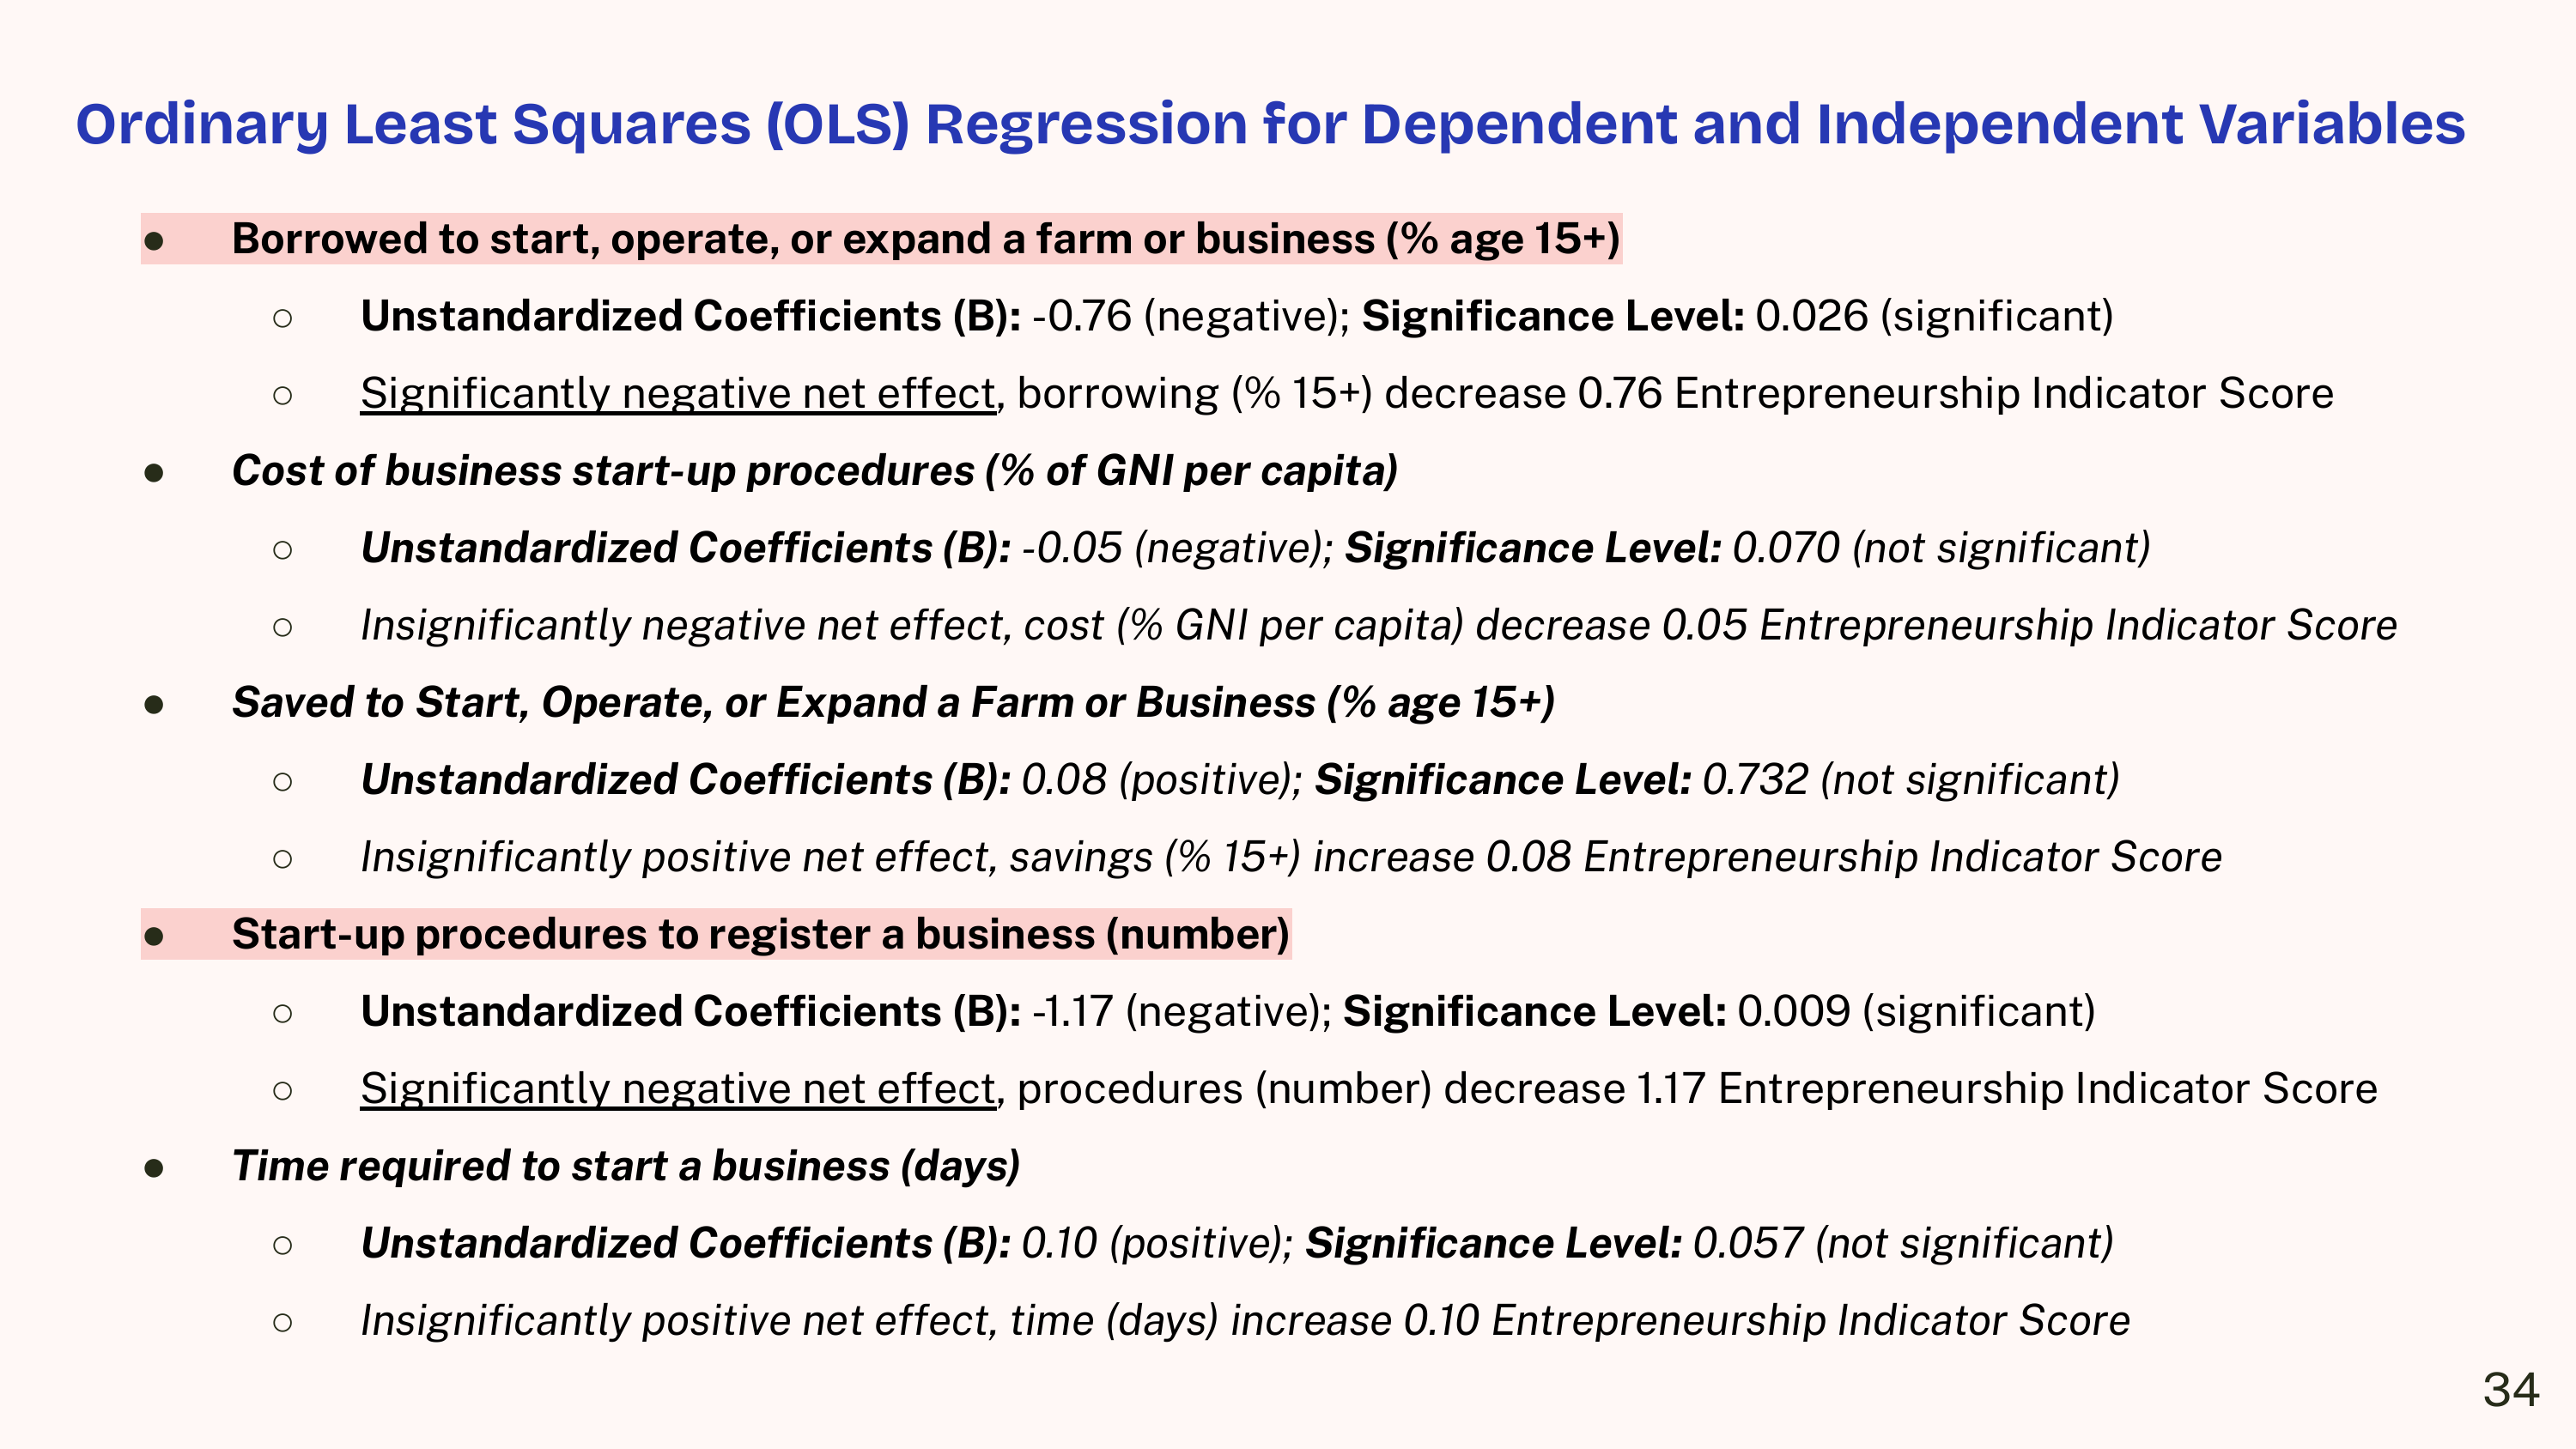 Ordinary Least Squares (OLS) Regression for Dependent and Independent Variables
● Borrowed to start, operate, or expand a farm or business (% age 15+)
○ Unstandardized Coefficients (B): -0.76 (negative); Significance Level: 0.026 (significant)
○ Significantly negative net effect, borrowing (% 15+) decrease 0.76 Entrepreneurship Indicator Score
● Cost of business start-up procedures (% of GNI per capita)
○ Unstandardized Coefficients (B): -0.05 (negative); Significance Level: 0.070 (not significant)
○ Insignificantly negative net effect, cost (% GNI per capita) decrease 0.05 Entrepreneurship Indicator Score
● Saved to Start, Operate, or Expand a Farm or Business (% age 15+)
○ Unstandardized Coefficients (B): 0.08 (positive); Significance Level: 0.732 (not significant)
○ Insignificantly positive net effect, savings (% 15+) increase 0.08 Entrepreneurship Indicator Score
● Start-up procedures to register a business (number)
○ Unstandardized Coefficients (B): -1.17 (negative); Significance Level: 0.009 (significant)
○ Significantly negative net effect, procedures (number) decrease 1.17 Entrepreneurship Indicator Score
● Time required to start a business (days)
○ Unstandardized Coefficients (B): 0.10 (positive); Significance Level: 0.057 (not significant)
○ Insignificantly positive net effect, time (days) increase 0.10 Entrepreneurship Indicator Score
34